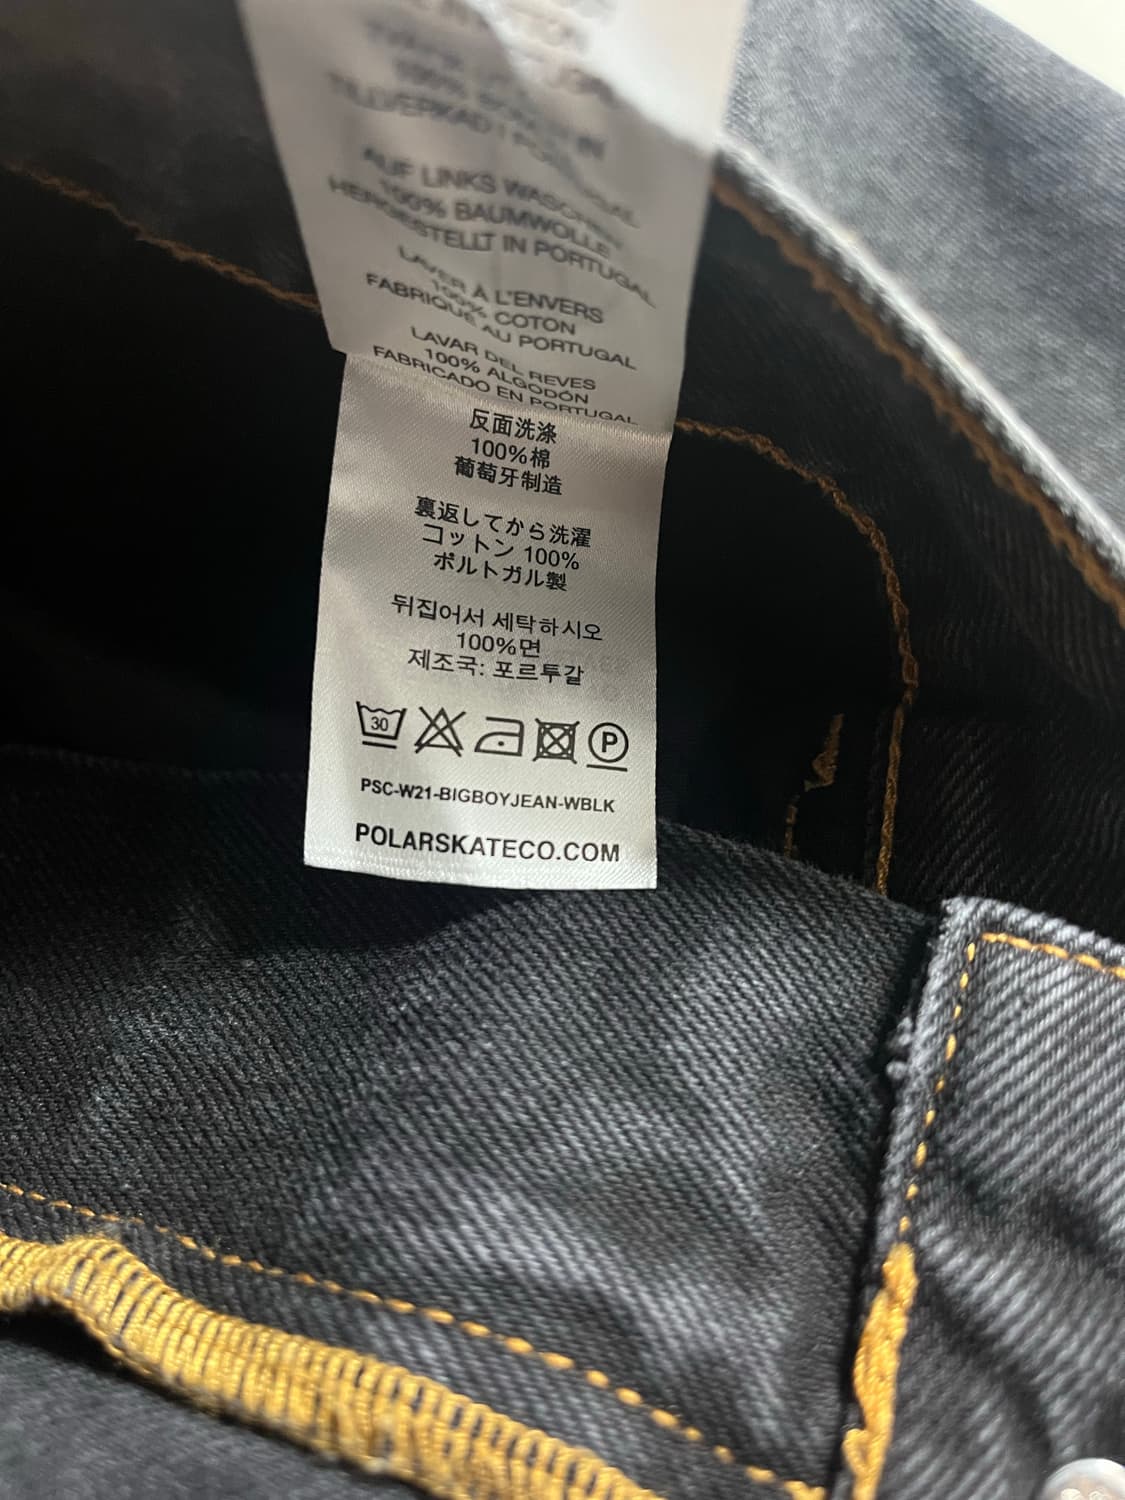 TILLVERKAD I
AUF LINKS WASCHEN
100% BAUMWOLLE
HERGESTELLT IN PORTUGAL
LAVER À L'ENVERS
100% COTON
FABRIQUÉ AU PORTUGAL
LAVAR DEL REVES
100% ALGODÓN
FABRICADO EN PORTUGAL
反面洗涤
100%棉
葡萄牙制造
裏返してから洗濯
コットン 100%
ポルトガル製
뒤집어서 세탁하시오
100%면
제조국: 포르투갈
30
P
PSC-W21-BIGBOYJEAN-WBLK
POLARSKATECO.COM